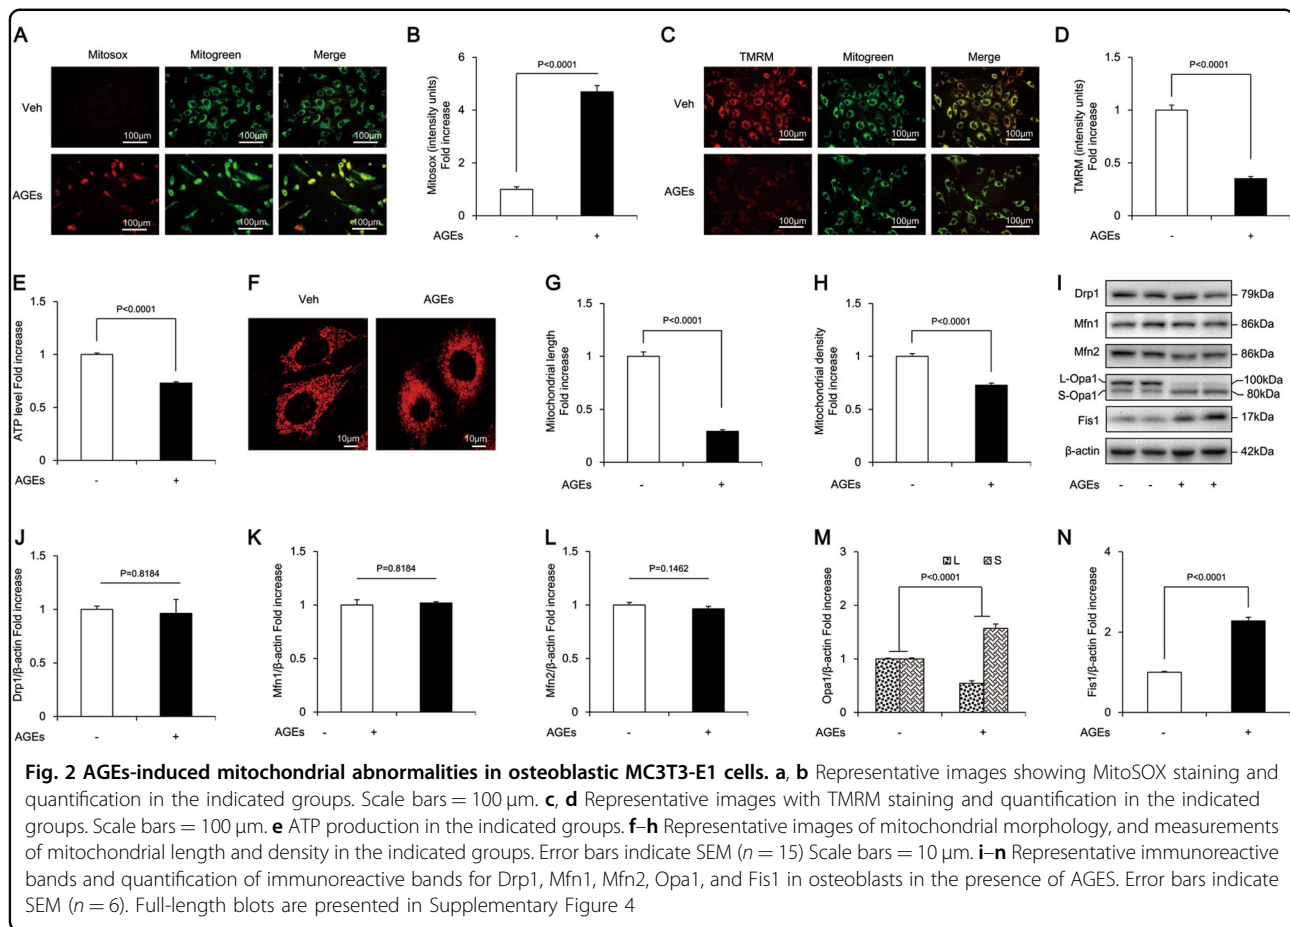 A
Mitosox Mitogreen Merge
Veh
100µm 100µm 100µm
AGEs
100µm 100µm 100µm
B
Mitosox (intensity units)
Fold increase
6
4
2
0
P<0.0001
AGEs - +
C
TMRM Mitogreen Merge
Veh
100µm 100µm 100µm
AGEs
100µm 100µm 100µm
D
TMRM (intensity units)
Fold increase
1.5
1
0.5
0
P<0.0001
AGEs - +
E
ATP level Fold increase
1.5
1
0.5
0
P<0.0001
AGEs - +
F
Veh AGEs
10µm 10µm
G
Mitochondrial length
Fold increase
1.5
1
0.5
0
P<0.0001
AGEs - +
H
Mitochondrial density
Fold increase
1.5
1
0.5
0
P<0.0001
AGEs - +
I
Drp1 79kDa
Mfn1 86kDa
Mfn2 86kDa
L-Opa1 100kDa
S-Opa1 80kDa
Fis1 17kDa
β-actin 42kDa
AGEs - - + +
J
Drp1/β-actin Fold increase
1.5
1
0.5
0
P=0.8184
AGEs - +
K
Mfn1/β-actin Fold increase
1.5
1
0.5
0
P=0.8184
AGEs - +
L
Mfn2/β-actin Fold increase
1.5
1
0.5
0
P=0.1462
AGEs - +
M
Opa1/β-actin Fold increase
3
2
1
0
L S
P<0.0001
AGEs - +
N
Fis1/β-actin Fold increase
4
2
0
P<0.0001
AGEs - +
Fig. 2 AGEs-induced mitochondrial abnormalities in osteoblastic MC3T3-E1 cells. a, b Representative images showing MitoSOX staining and
quantification in the indicated groups. Scale bars = 100 µm. c, d Representative images with TMRM staining and quantification in the indicated
groups. Scale bars = 100 µm. e ATP production in the indicated groups. f–h Representative images of mitochondrial morphology, and measurements
of mitochondrial length and density in the indicated groups. Error bars indicate SEM (n = 15) Scale bars = 10 µm. i–n Representative immunoreactive
bands and quantification of immunoreactive bands for Drp1, Mfn1, Mfn2, Opa1, and Fis1 in osteoblasts in the presence of AGES. Error bars indicate
SEM (n = 6). Full-length blots are presented in Supplementary Figure 4